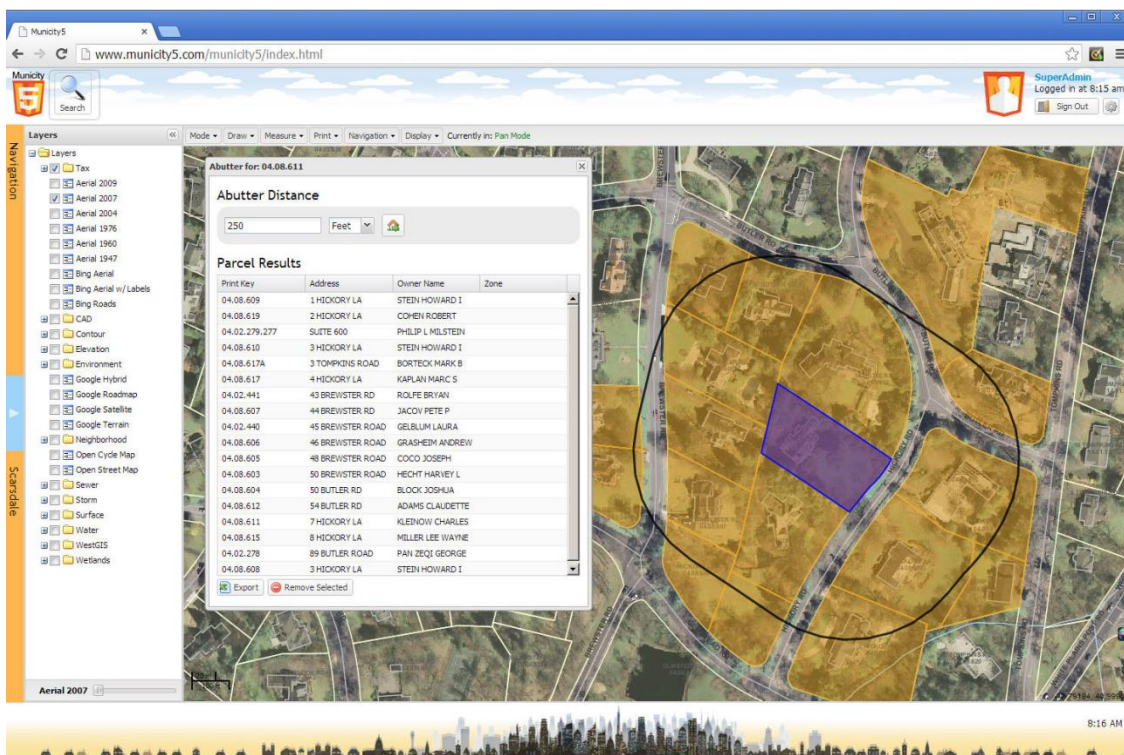 Municity5
www.municity5.com/municity5/index.html
Municity
5
Search
SuperAdmin
Logged in at 8:15 am
Sign Out
Navigation
Scarsdale
Layers
Mode Draw Measure Print Navigation Display Currently in: Pan Mode
Layers
Tax
Aerial 2009
Aerial 2007
Aerial 2004
Aerial 1976
Aerial 1960
Aerial 1947
Bing Aerial
Bing Aerial w/ Labels
Bing Roads
CAD
Contour
Elevation
Environment
Google Hybrid
Google Roadmap
Google Satellite
Google Terrain
Neighborhood
Open Cycle Map
Open Street Map
Sewer
Storm
Surface
Water
WestGIS
Wetlands
Aerial 2007
Abutter for: 04.08.611
Abutter Distance
250 Feet
Parcel Results
Print Key Address Owner Name Zone
04.08.609 1 HICKORY LA STEIN HOWARD I
04.08.619 2 HICKORY LA COHEN ROBERT
04.02.279.277 SUITE 600 PHILIP L MILSTEIN
04.08.610 3 HICKORY LA STEIN HOWARD I
04.08.617A 3 TOMPKINS ROAD BORTECK MARK B
04.08.617 4 HICKORY LA KAPLAN MARC S
04.02.441 43 BREWSTER RD ROLFE BRYAN
04.08.607 44 BREWSTER ROAD JACOV PETE P
04.02.440 45 BREWSTER ROAD GELBLUM LAURA
04.08.606 46 BREWSTER ROAD GRASHEIM ANDREW
04.08.605 48 BREWSTER ROAD COCO JOSEPH
04.08.603 50 BREWSTER ROAD HECHT HARVEY L
04.08.604 50 BUTLER RD BLOCK JOSHUA
04.08.612 54 BUTLER RD ADAMS CLAUDETTE
04.08.611 7 HICKORY LA KLEINOW CHARLES
04.08.615 8 HICKORY LA MILLER LEE WAYNE
04.02.278 89 BUTLER ROAD PAN ZEQI GEORGE
04.08.608 3 HICKORY LA STEIN HOWARD I
Export Remove Selected
BUTLER RD
HICKORY RD
HICKORY RD
TOMPKINS RD
TOMPKINS RD
BREWSTER RD
8:16 AM